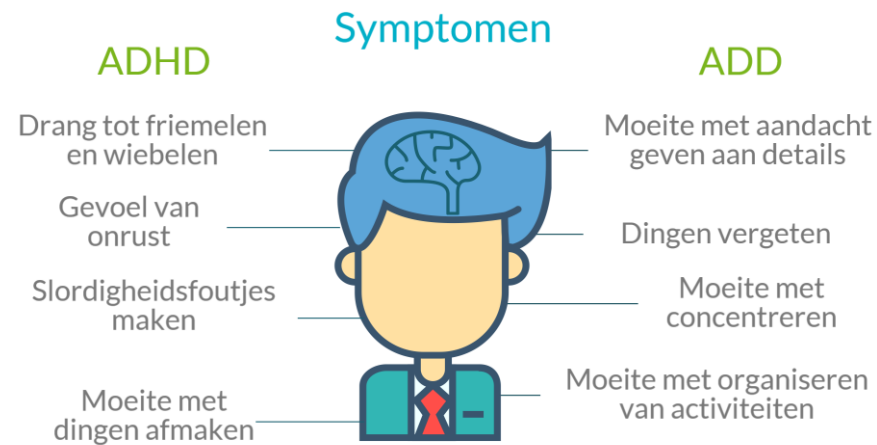 Symptomen
ADHD
Drang tot friemelen
en wiebelen
Gevoel van
onrust
Slordigheidsfoutjes
maken
Moeite met
dingen afmaken
ADD
Moeite met aandacht
geven aan details
Dingen vergeten
Moeite met
concentreren
Moeite met organiseren
van activiteiten